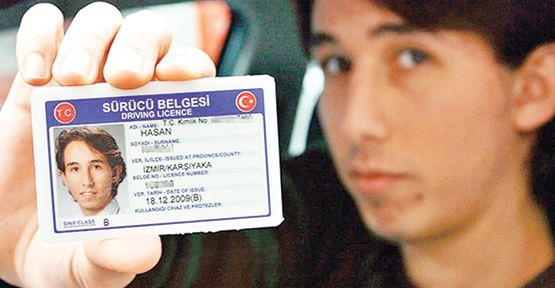 T.C.
SÜRÜCÜ BELGESİ
DRIVING LICENCE
ADI - NAME: T.C. Kimlik No
HASAN
SOYADI - SURNAME:
VER. İL/İLÇE - ISSUED AT PROVINCE/COUNTY:
İZMİR/KARŞIYAKA
BELGE NO. - LICENCE NUMBER:
VER. TARİH - DATE OF ISSUE:
18.12.2009(B)
KULLANDIĞI CİHAZ ve PROTEZLER:
SINIF/CLASS: B